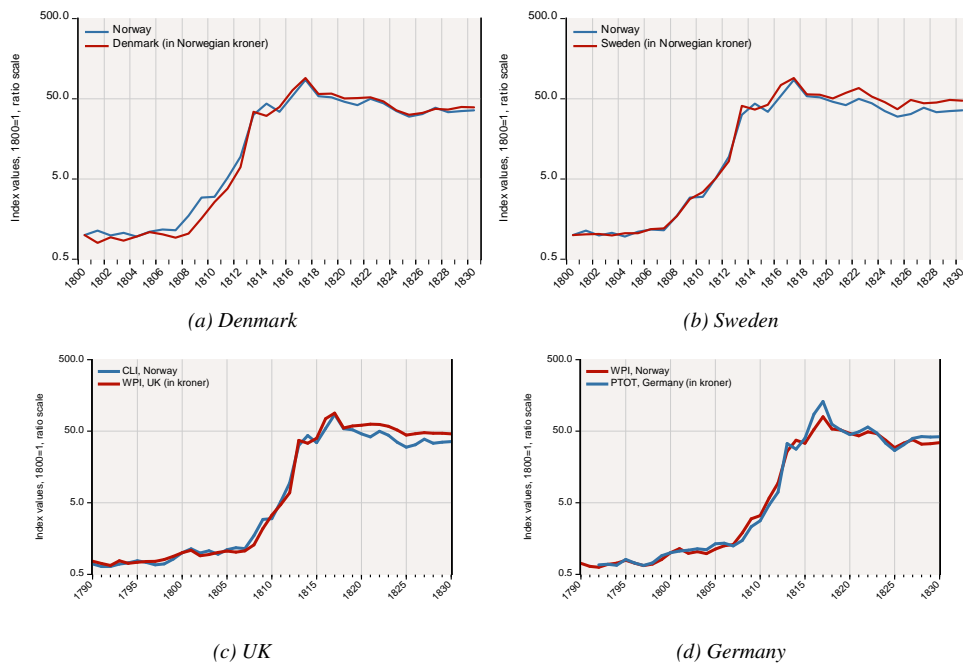 500.0
Norway
Denmark (in Norwegian kroner)
50.0
5.0
0.5
Index values, 1800=1, ratio scale
1800 1802 1804 1806 1808 1810 1812 1814 1816 1818 1820 1822 1824 1826 1828 1830
(a) Denmark
500.0
Norway
Sweden (in Norwegian kroner)
50.0
5.0
0.5
Index values, 1800=1, ratio scale
1800 1802 1804 1806 1808 1810 1812 1814 1816 1818 1820 1822 1824 1826 1828 1830
(b) Sweden
500.0
CLI, Norway
WPI, UK (in kroner)
50.0
5.0
0.5
Index values, 1800=1, ratio scale
1790 1795 1800 1805 1810 1815 1820 1825 1830
(c) UK
500.0
WPI, Norway
PTOT, Germany (in kroner)
50.0
5.0
0.5
Index values, 1800=1, ratio scale
1790 1795 1800 1805 1810 1815 1820 1825 1830
(d) Germany